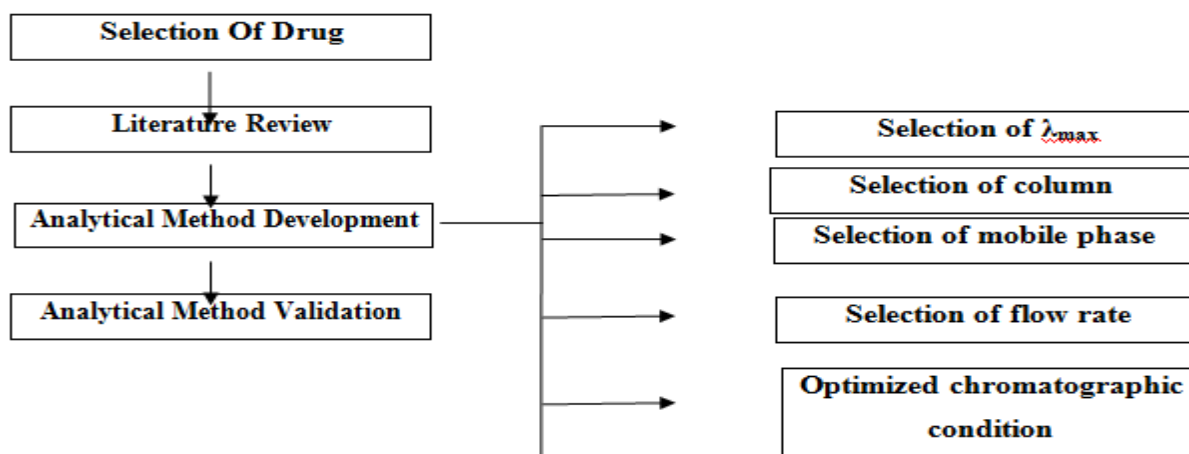 Selection Of Drug
Literature Review
Analytical Method Development
Analytical Method Validation
Selection of λmax
Selection of column
Selection of mobile phase
Selection of flow rate
Optimized chromatographic
condition